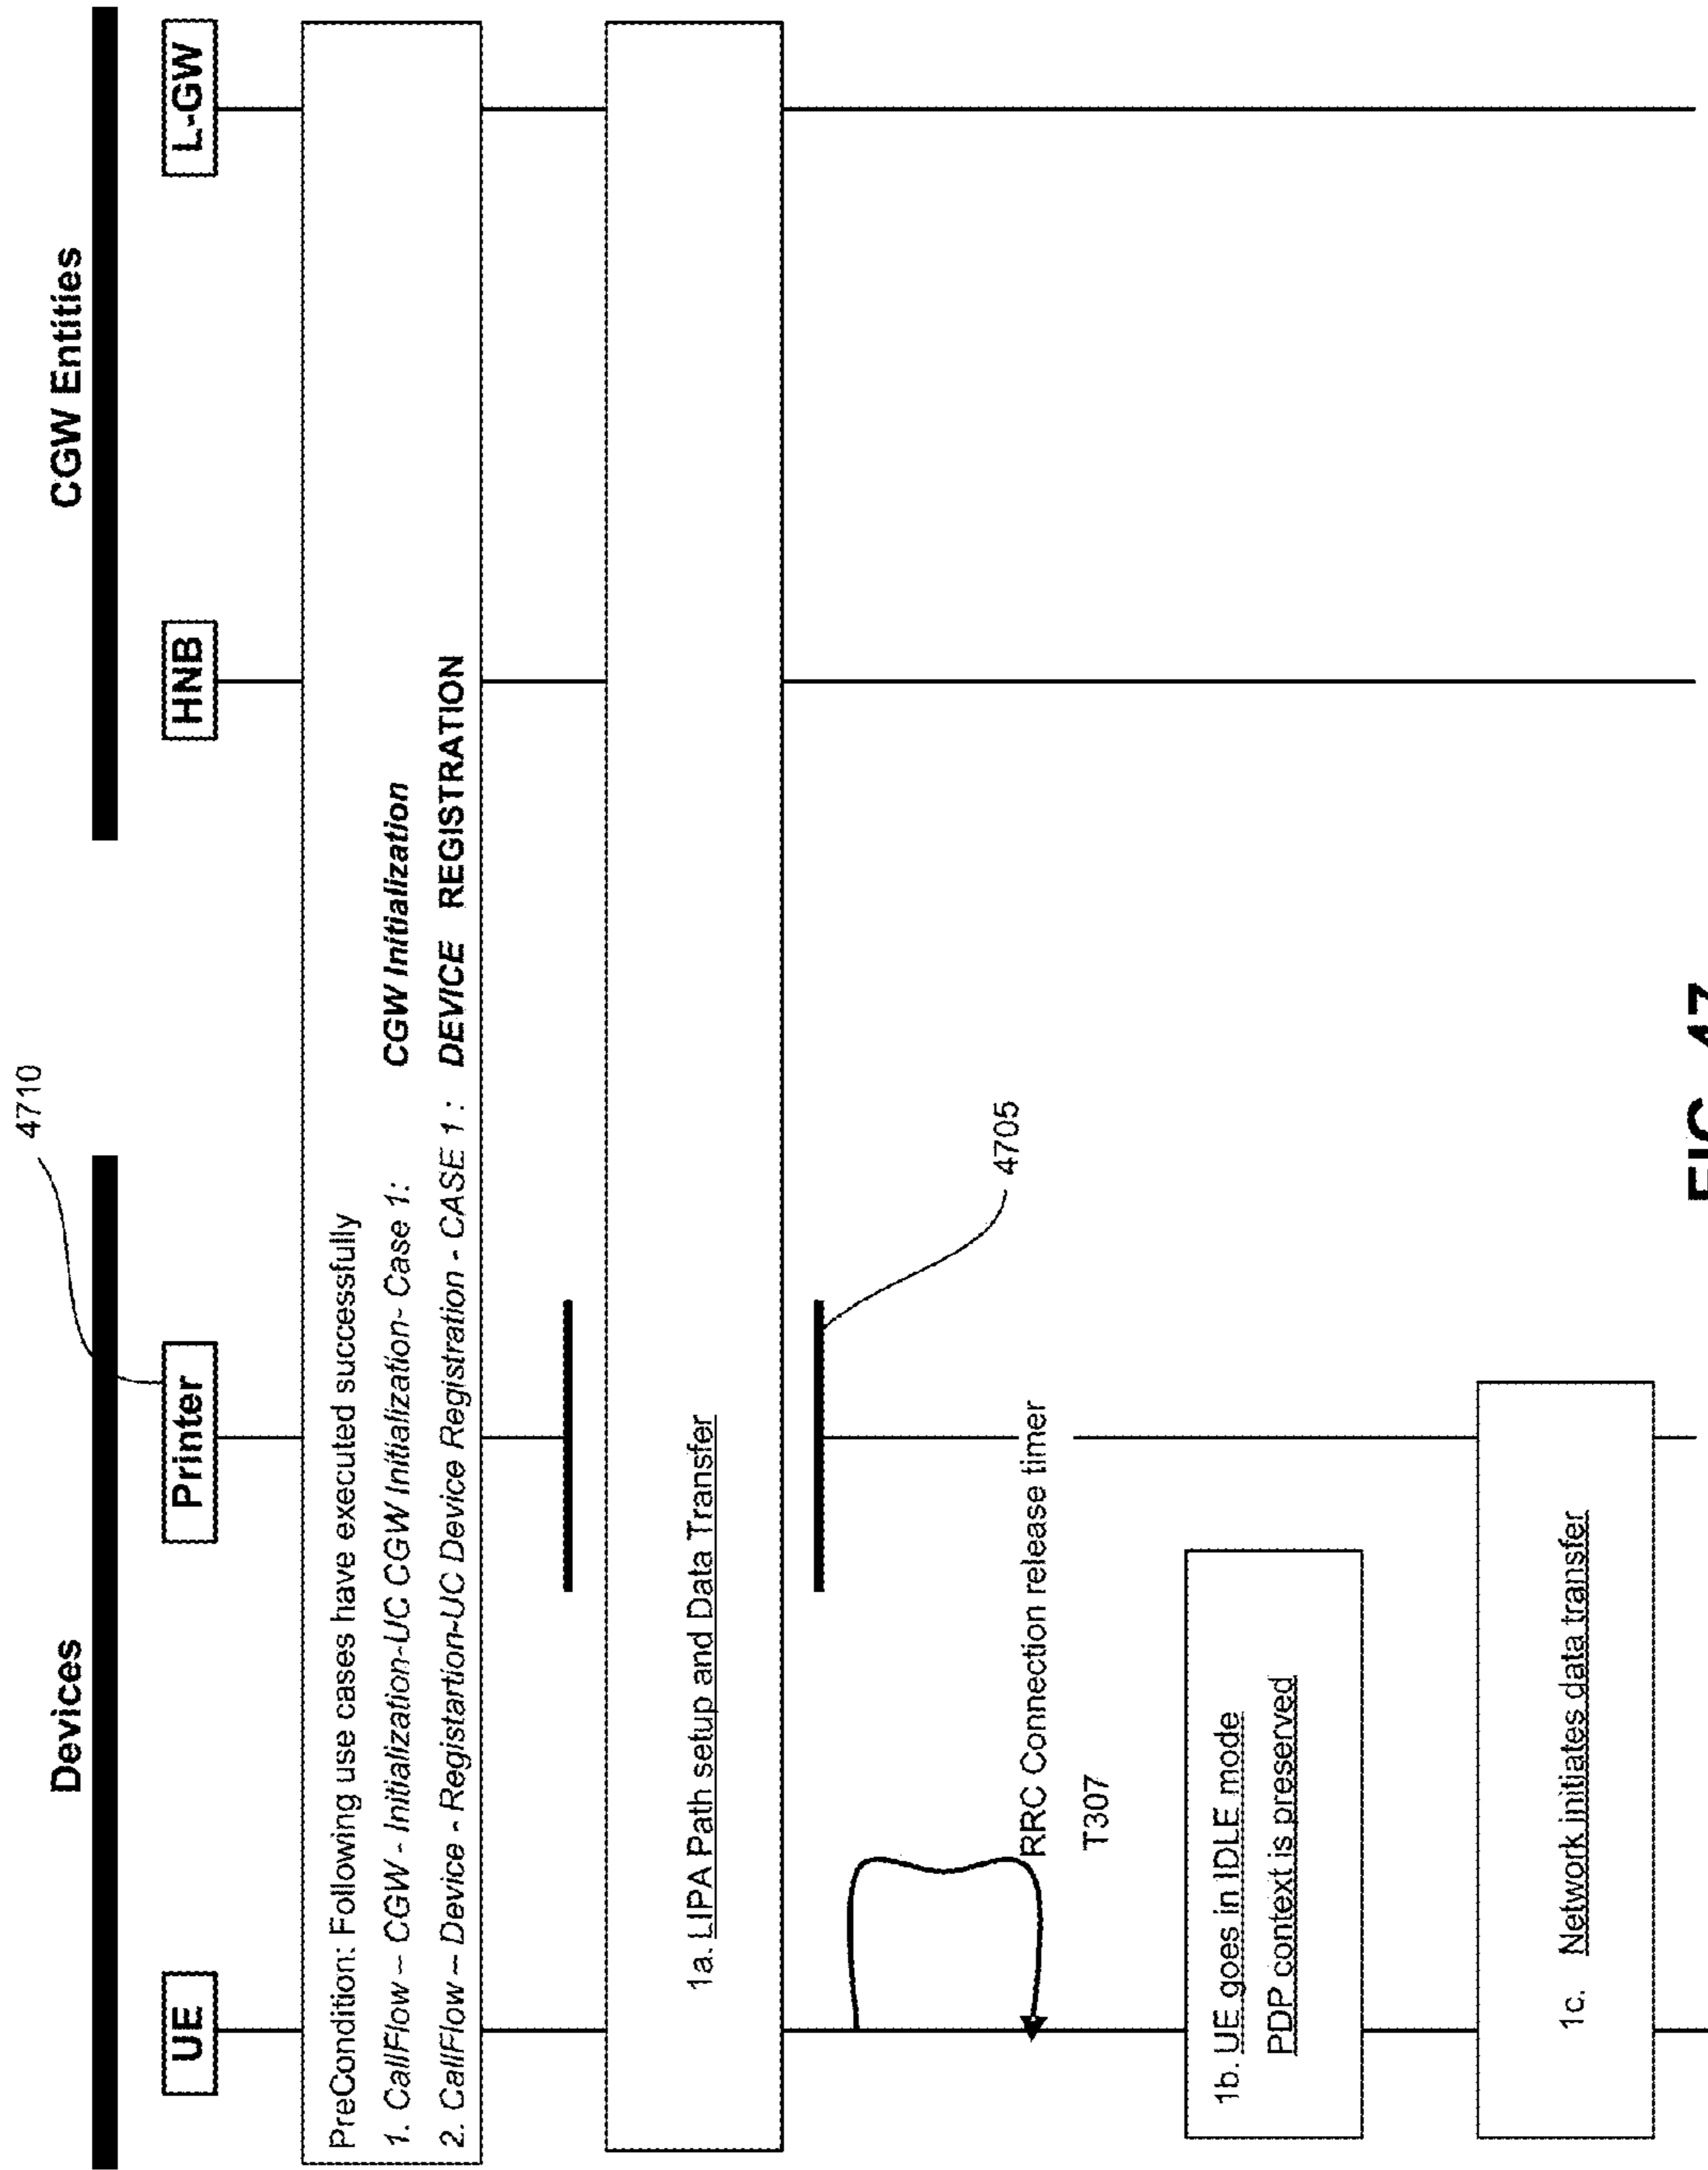 Devices
CGW Entities
4710
UE
Printer
HNB
L-GW
PreCondition: Following use cases have executed successfully
1. CallFlow – CGW - Initialization-UC CGW Initialization- Case 1: CGW Initialization
2. CallFlow – Device - Registartion-UC Device Registration - CASE 1 : DEVICE REGISTRATION
1a. LIPA Path setup and Data Transfer
4705
RRC Connection release timer
T307
1b. UE goes in IDLE mode
PDP context is preserved
1c. Network initiates data transfer